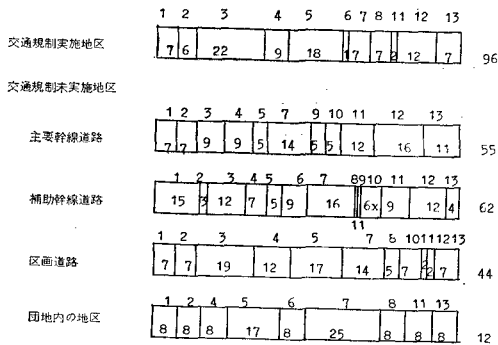 1 2 3 4 5 6 7 8 11 12 13
交通規制実施地区 7 6 22 9 18 1 7 7 2 12 7 96
交通規制未実施地区
1 2 3 4 5 7 9 10 11 12 13
主要幹線道路 7 7 9 9 5 14 5 5 12 16 11 55
1 2 3 4 5 6 7 8 9 10 11 12 13
補助幹線道路 15 3 12 7 5 9 16 6x 9 12 4 62
11
1 2 3 4 5 7 8 10 11 12 13
区画道路 7 7 19 12 17 14 5 7 2 2 7 44
1 2 4 5 6 7 8 11 13
団地内の地区 8 8 8 17 8 25 8 8 8 12